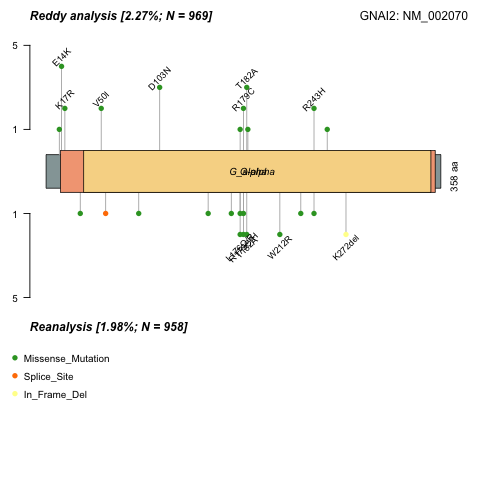 Reddy analysis [2.27%; N = 969]
GNAI2: NM_002070
5
1
E14K
K17R
V50I
D103N
R179C
T182A
R243H
358 aa
1
5
W212R
K272del
Reanalysis [1.98%; N = 958]
Missense_Mutation
Splice_Site
In_Frame_Del